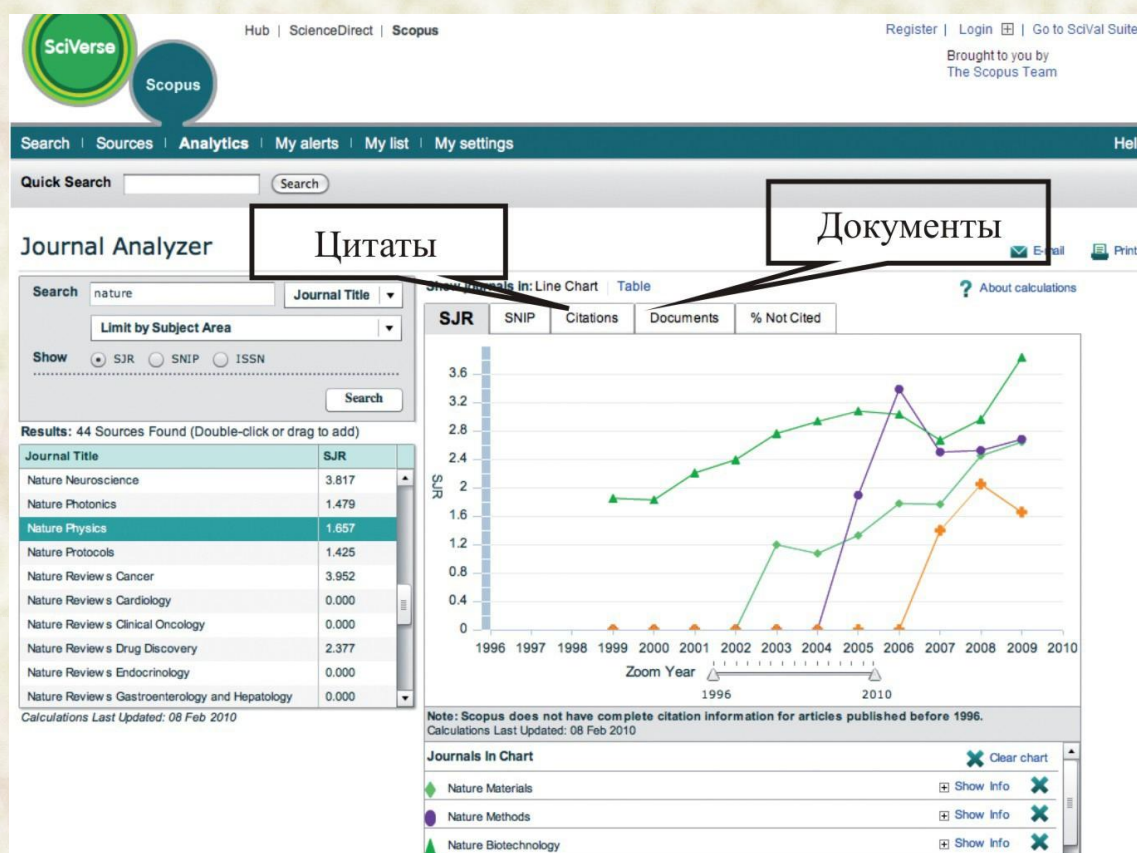 SciVerse
Scopus
Hub | ScienceDirect | Scopus
Register | Login | Go to SciVal Suite
Brought to you by
The Scopus Team
Search | Sources | Analytics | My alerts | My list | My settings
Hel
Quick Search
Search
Цитаты
Документы
Journal Analyzer
E-mail
Print
Search nature Journal Title
Limit by Subject Area
Show SJR SNIP ISSN
Search
Show journals in: Line Chart | Table
? About calculations
SJR SNIP Citations Documents % Not Cited
Results: 44 Sources Found (Double-click or drag to add)
Journal Title SJR
Nature Neuroscience 3.817
Nature Photonics 1.479
Nature Physics 1.657
Nature Protocols 1.425
Nature Reviews Cancer 3.952
Nature Reviews Cardiology 0.000
Nature Reviews Clinical Oncology 0.000
Nature Reviews Drug Discovery 2.377
Nature Reviews Endocrinology 0.000
Nature Reviews Gastroenterology and Hepatology 0.000
Calculations Last Updated: 08 Feb 2010
SJR
3.6
3.2
2.8
2.4
2
1.6
1.2
0.8
0.4
0
1996 1997 1998 1999 2000 2001 2002 2003 2004 2005 2006 2007 2008 2009 2010
Zoom Year
1996 2010
Note: Scopus does not have complete citation information for articles published before 1996.
Calculations Last Updated: 08 Feb 2010
Journals In Chart
Clear chart
Nature Materials Show Info
Nature Methods Show Info
Nature Biotechnology Show Info